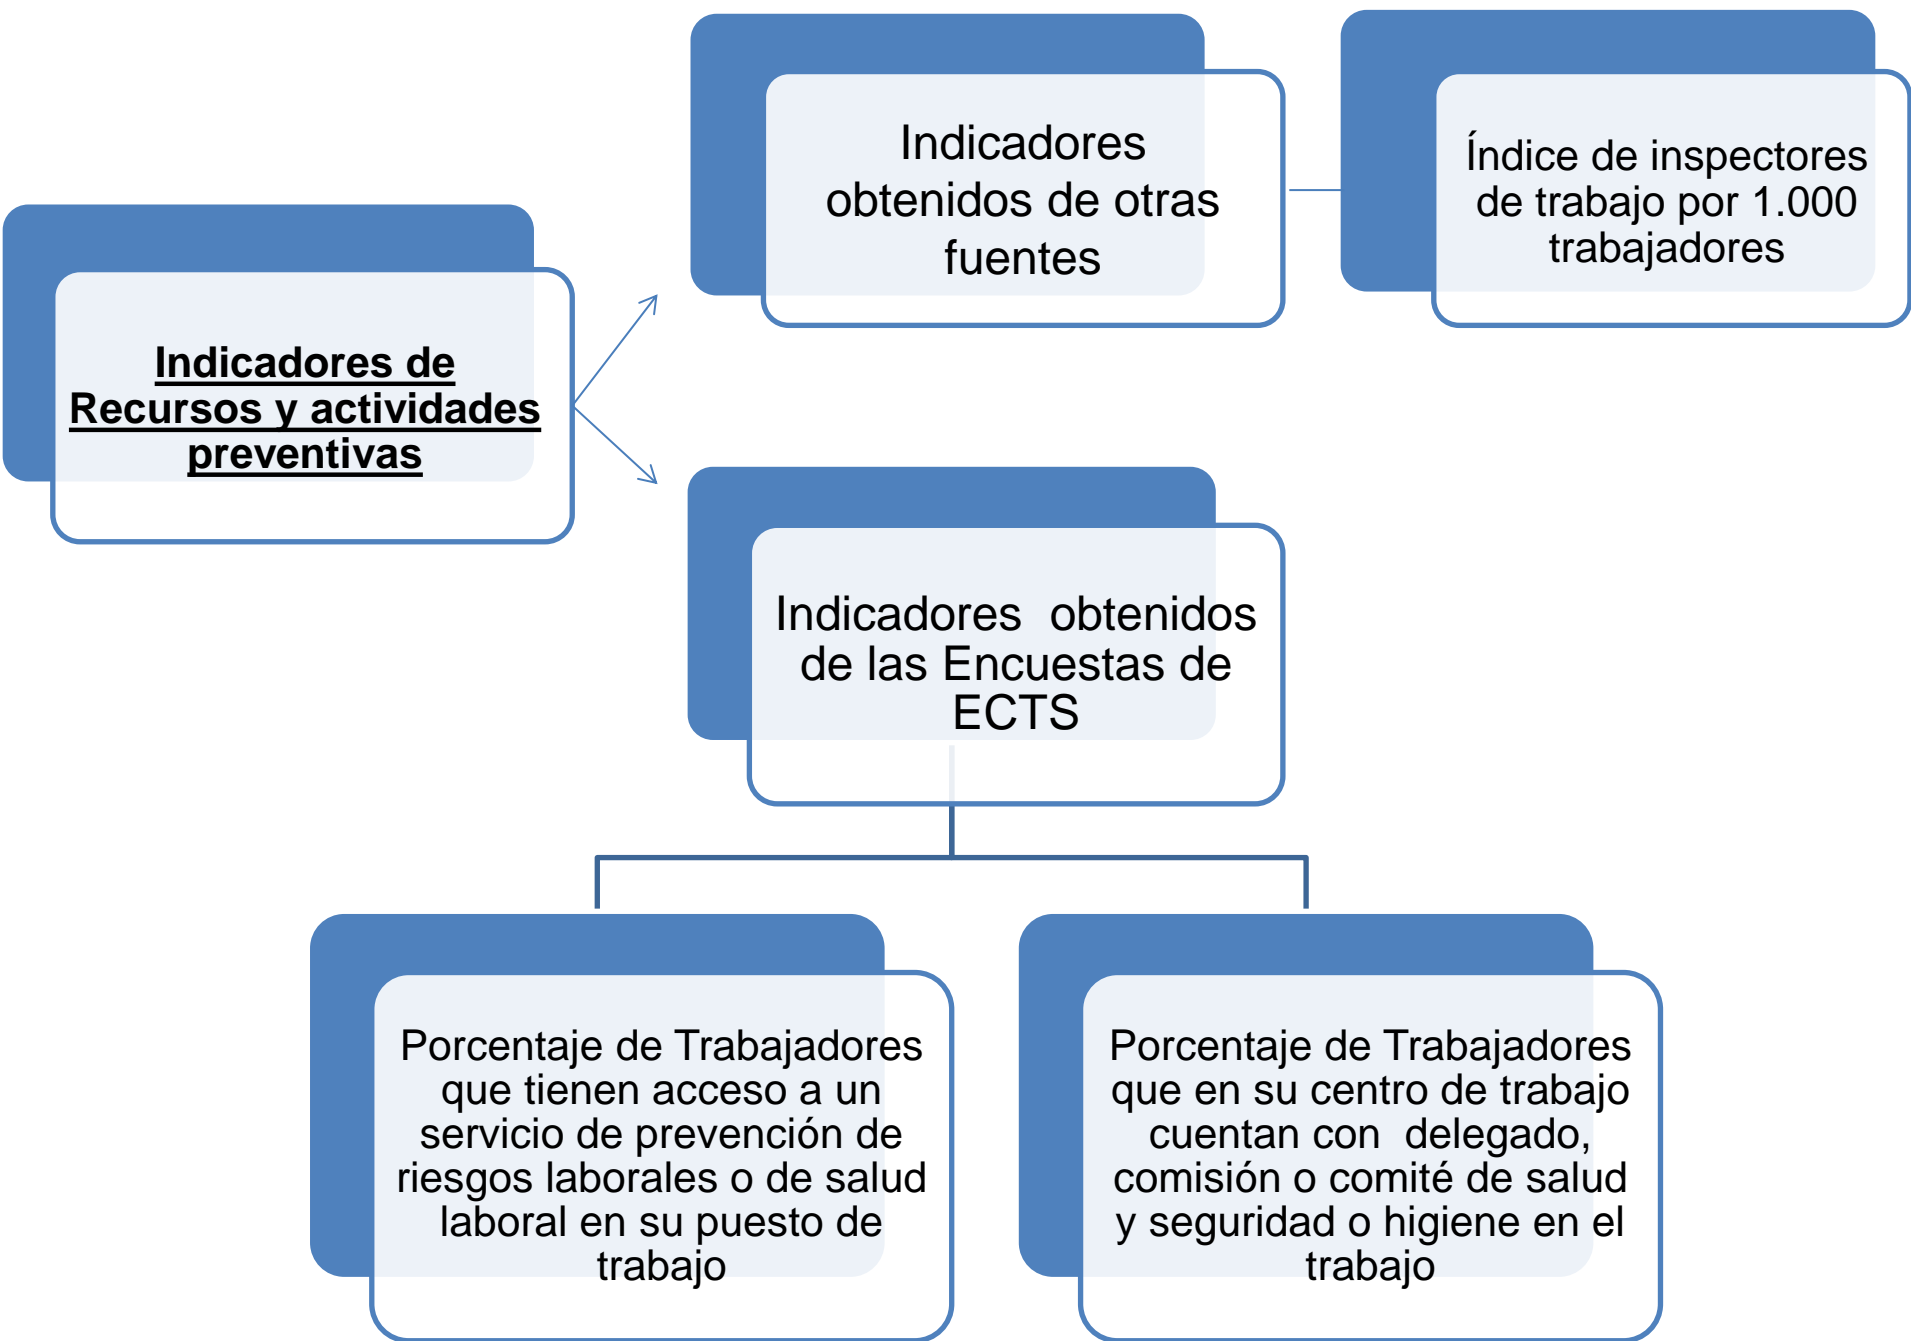 Indicadores de
Recursos y actividades
preventivas
Indicadores
obtenidos de otras
fuentes
Índice de inspectores
de trabajo por 1.000
trabajadores
Indicadores  obtenidos
de las Encuestas de
ECTS
Porcentaje de Trabajadores
que tienen acceso a un
servicio de prevención de
riesgos laborales o de salud
laboral en su puesto de
trabajo
Porcentaje de Trabajadores
que en su centro de trabajo
cuentan con  delegado,
comisión o comité de salud
y seguridad o higiene en el
trabajo